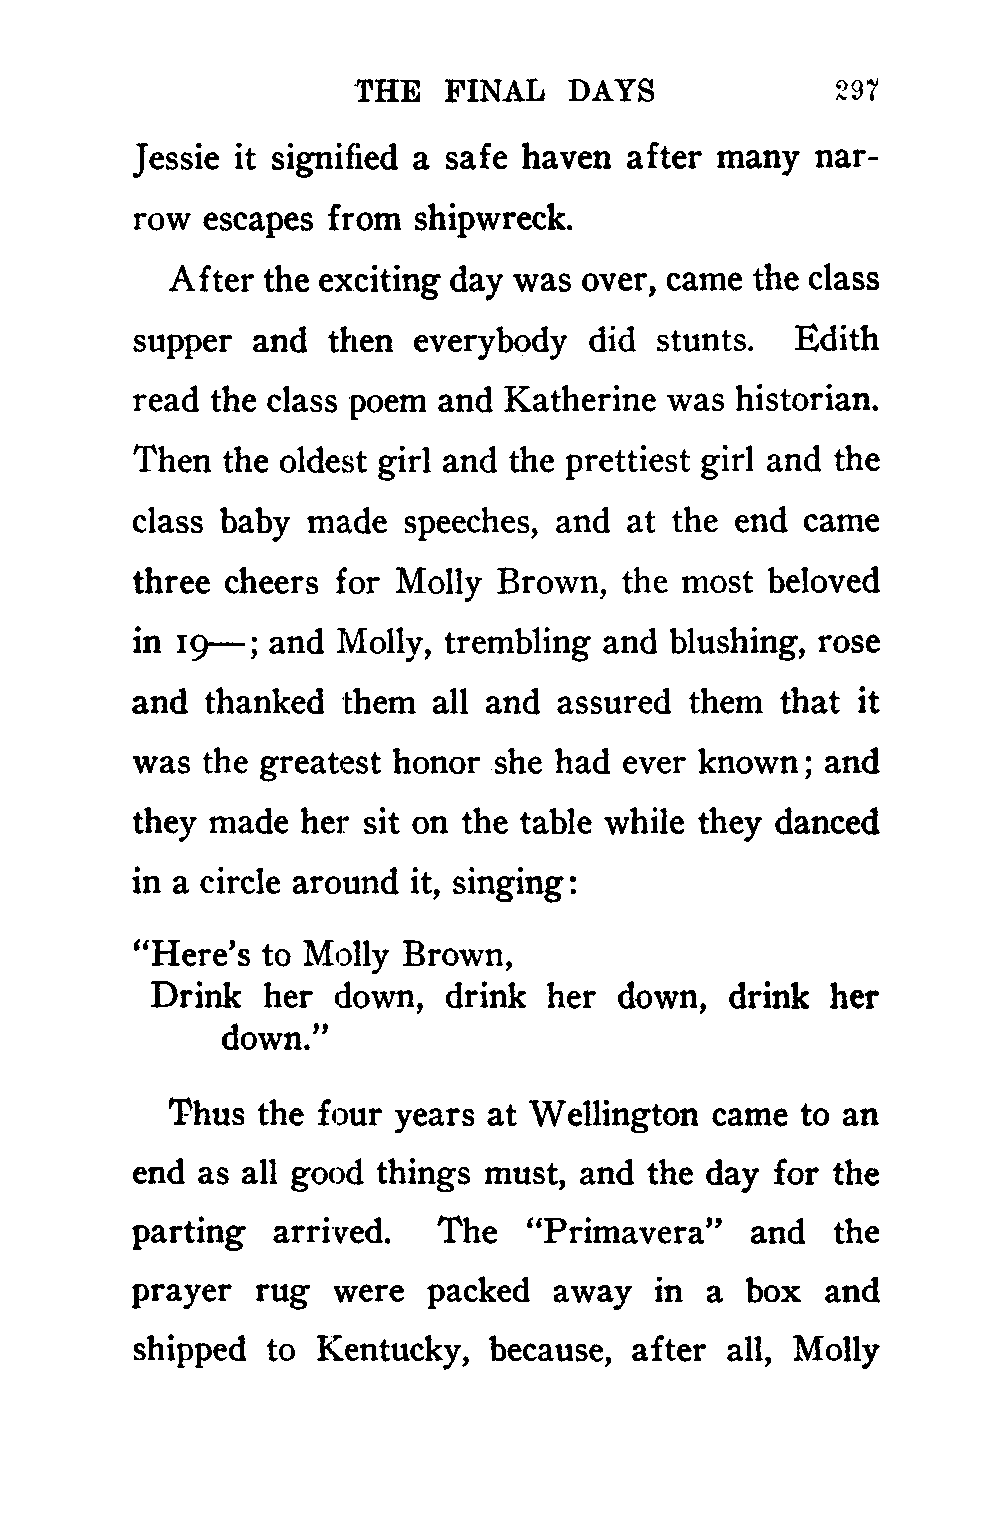 THE FINAL DAYS 297
Jessie it signified a safe haven after many nar-
row escapes from shipwreck.
After the exciting day was over, came the class
supper and then everybody did stunts. Edith
read the class poem and Katherine was historian.
Then the oldest girl and the prettiest girl and the
class baby made speeches, and at the end came
three cheers for Molly Brown, the most beloved
in 19—; and Molly, trembling and blushing, rose
and thanked them all and assured them that it
was the greatest honor she had ever known; and
they made her sit on the table while they danced
in a circle around it, singing:
“Here’s to Molly Brown,
Drink her down, drink her down, drink her
down.”
Thus the four years at Wellington came to an
end as all good things must, and the day for the
parting arrived. The “Primavera” and the
prayer rug were packed away in a box and
shipped to Kentucky, because, after all, Molly